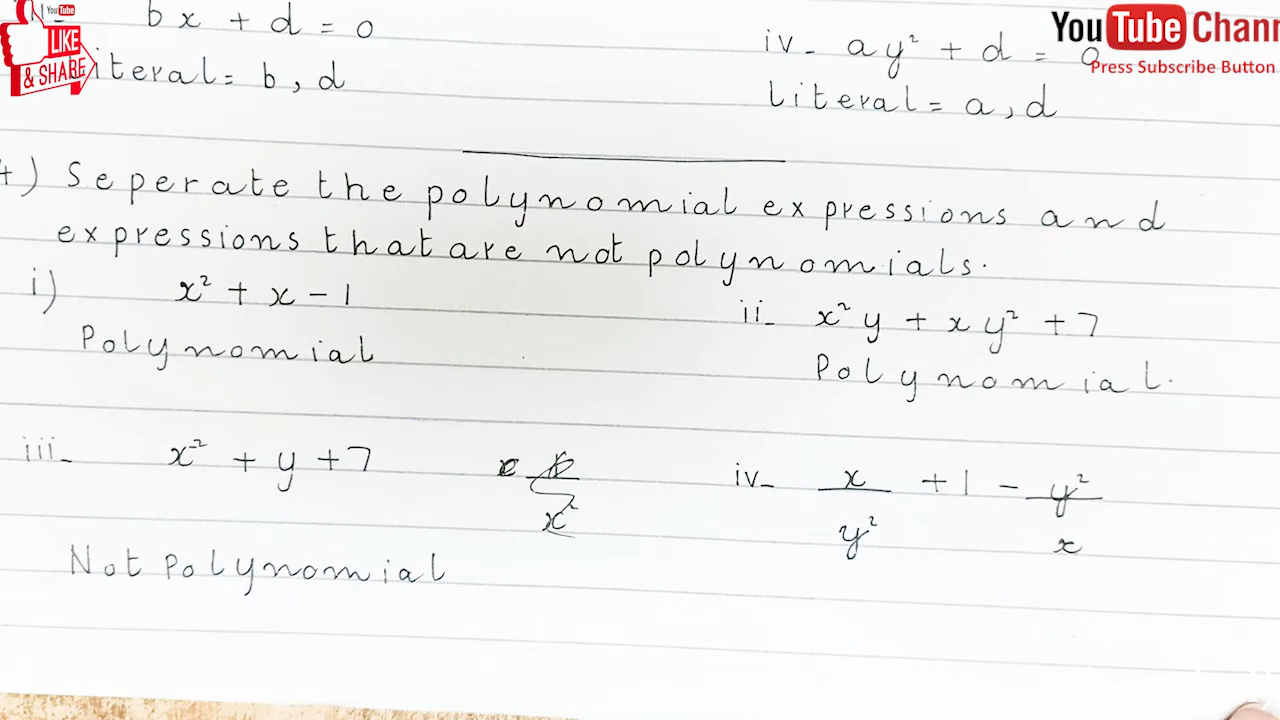 bx + d = 0
iteral = b, d
iv- ay² + d = 0
literal = a, d
YouTube
LIKE
& SHARE
YouTube Chann
Press Subscribe Button
) Seperate the polynomial expressions and
expressions that are not polynomials.
i) x² + x - 1
Polynomial
ii- x²y + xy² + 7
Polynomial.
iii- x² + y + 7
x²
Not Polynomial
iv- x/y² + 1 - y²/x